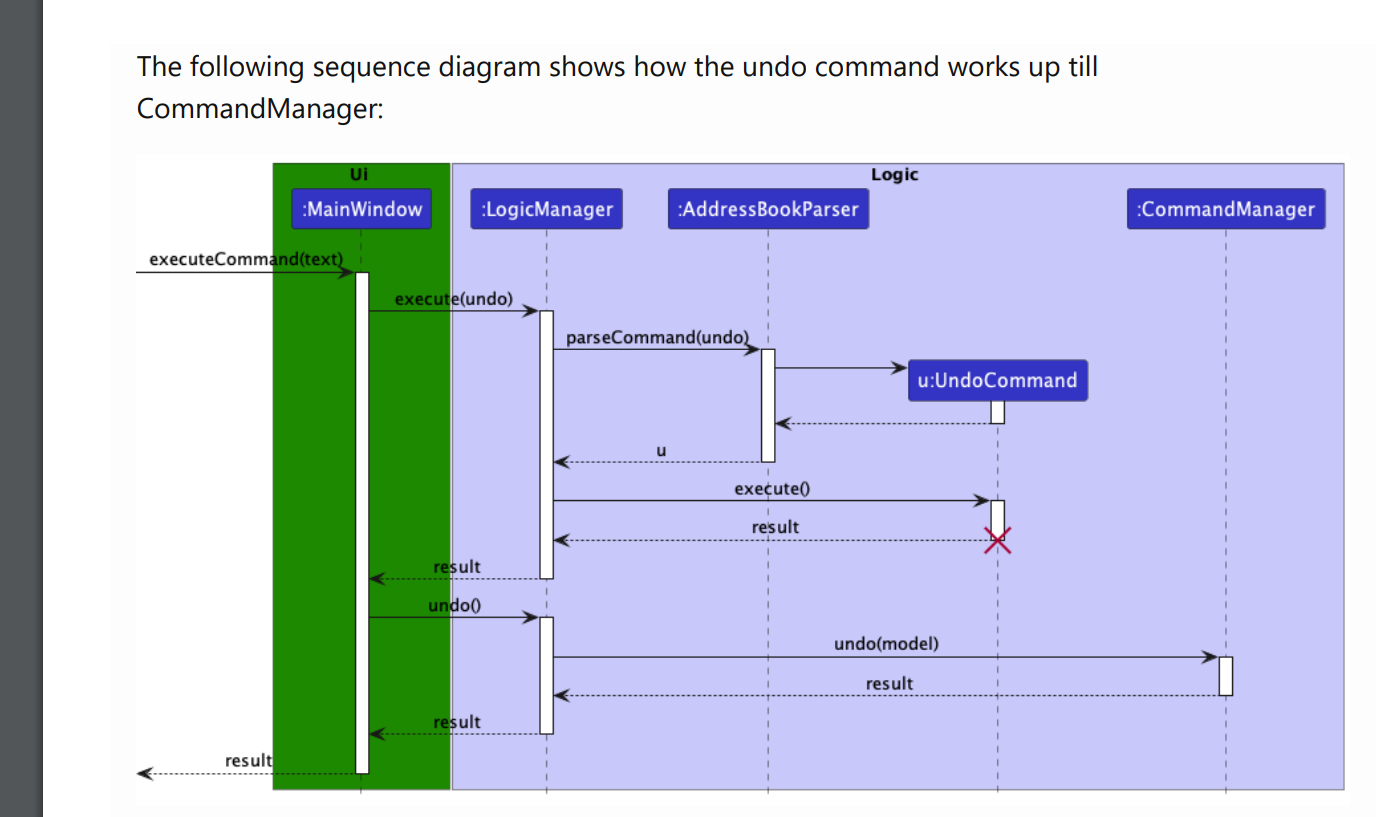 The following sequence diagram shows how the undo command works up till
CommandManager:
Ui
Logic
:MainWindow
:LogicManager
:AddressBookParser
:CommandManager
executeCommand(text)
execute(undo)
parseCommand(undo)
u:UndoCommand
u
execute()
result
result
undo()
undo(model)
result
result
result